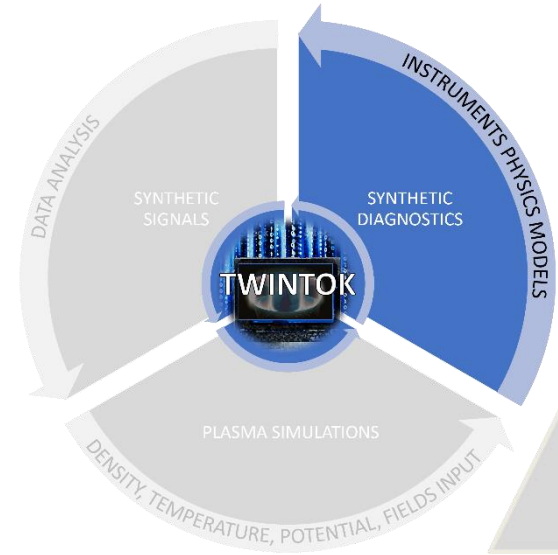 DATA ANALYSIS
INSTRUMENTS PHYSICS MODELS
SYNTHETIC
SIGNALS
SYNTHETIC
DIAGNOSTICS
TWINTOK
PLASMA SIMULATIONS
DENSITY, TEMPERATURE, POTENTIAL, FIELDS INPUT